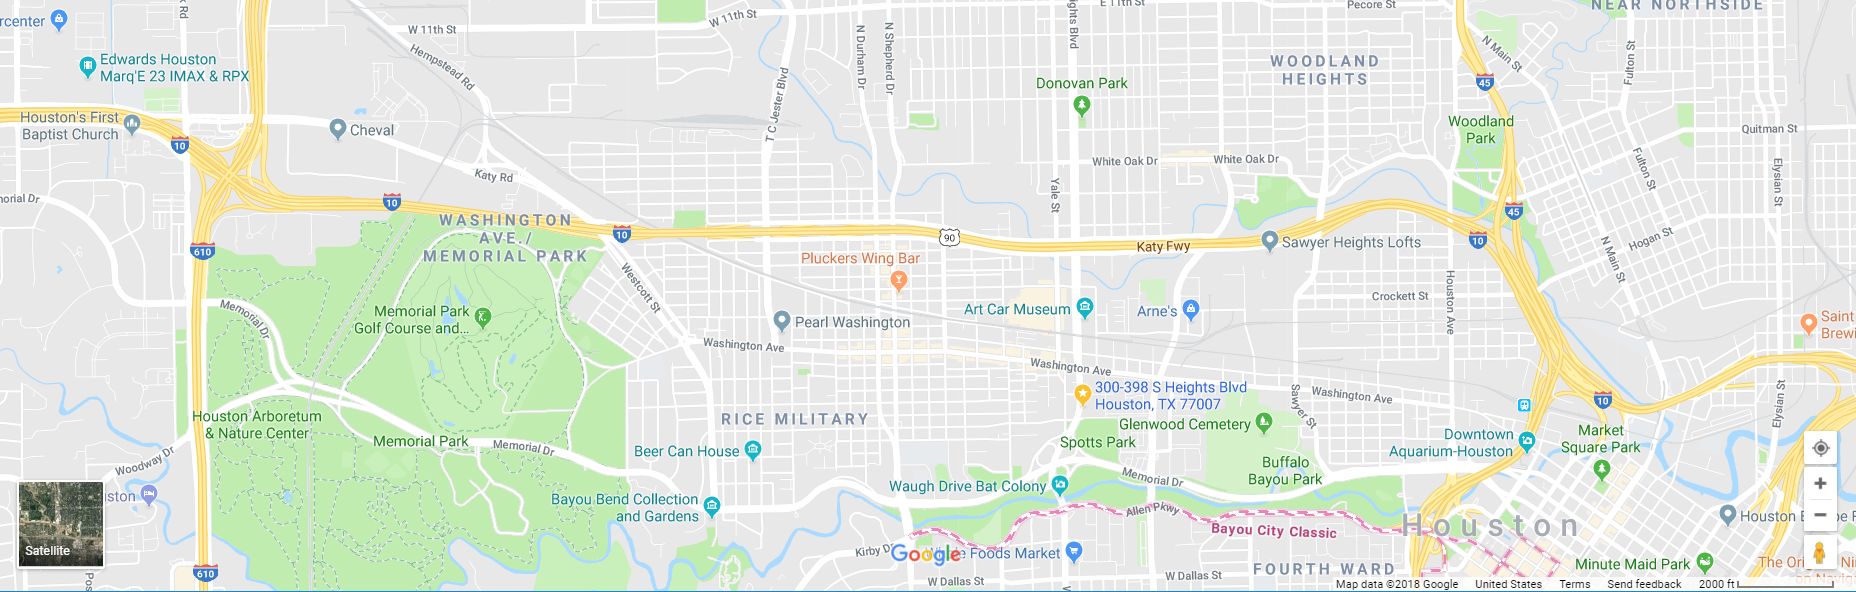 W 11th St
W 11th St
E 11th St
Pecore St
NEAR NORTHSIDE
Edwards Houston
Marq'E 23 IMAX & RPX
Hempstead Rd
N Durham Dr
N Shepherd Dr
Heights Blvd
N Main St
Fulton St
WOODLAND
HEIGHTS
45
Donovan Park
T C Jester Blvd
Houston's First
Baptist Church
Cheval
10
Woodland
Park
Quitman St
White Oak Dr
White Oak Dr
Fulton St
Elysian St
Katy Rd
Yale St
morial Dr
10
WASHINGTON
AVE./
MEMORIAL PARK
10
90
Katy Fwy
Sawyer Heights Lofts
45
10
Hogan St
N Main St
610
Pluckers Wing Bar
Westcott St
Houston Ave
Crockett St
Memorial Dr
Memorial Park
Golf Course and...
Pearl Washington
Art Car Museum
Arne's
Saint
Brewi
Washington Ave
Washington Ave
Washington Ave
300-398 S Heights Blvd
Houston, TX 77007
Sawyer St
10
Elysian St
Houston Arboretum
& Nature Center
RICE MILITARY
Glenwood Cemetery
Memorial Park
Memorial Dr
Spotts Park
Downtown
Aquarium-Houston
Market
Square Park
Woodway Dr
Beer Can House
Buffalo
Bayou Park
Memorial Dr
Waugh Drive Bat Colony
Bayou Bend Collection
and Gardens
Allen Pkwy
Bayou City Classic
Houston
Satellite
Kirby Dr
Google
Foods Market
W Dallas St
W Dallas St
FOURTH WARD
Minute Maid Park
610
Map data ©2018 Google
United States
Terms
Send feedback
2000 ft